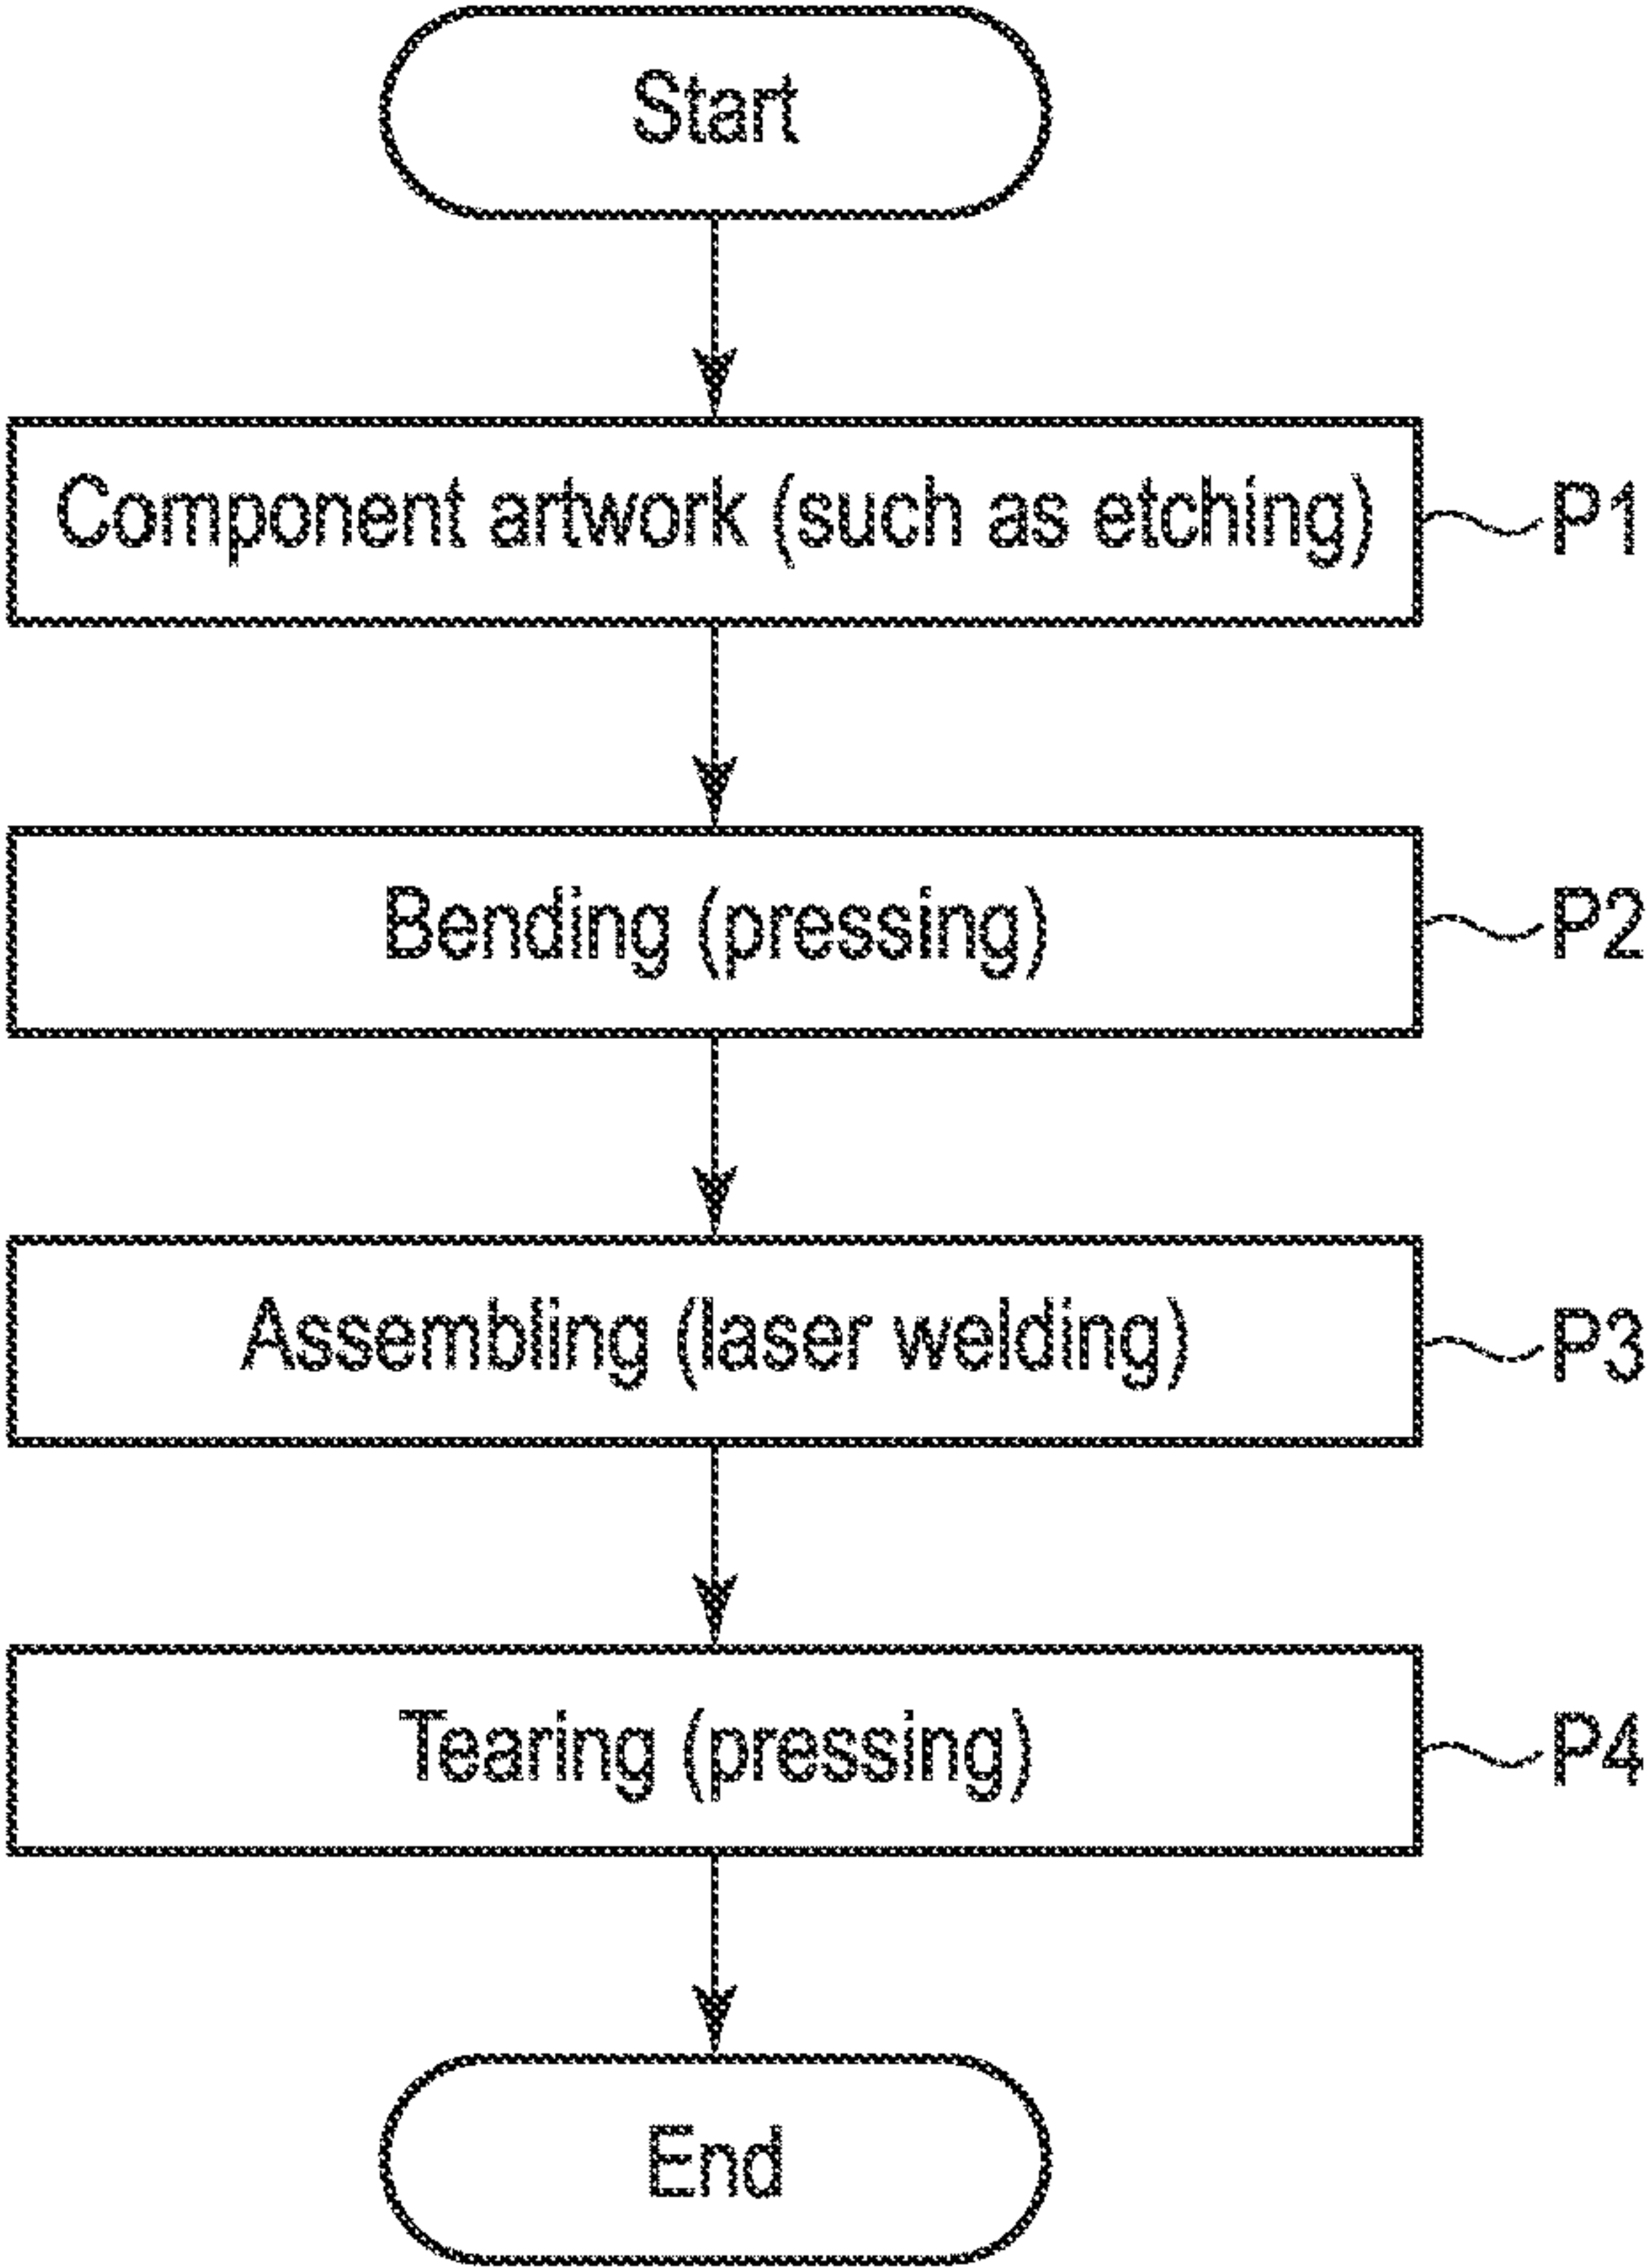 Start
Component artwork (such as etching) P1
Bending (pressing) P2
Assembling (laser welding) P3
Tearing (pressing) P4
End